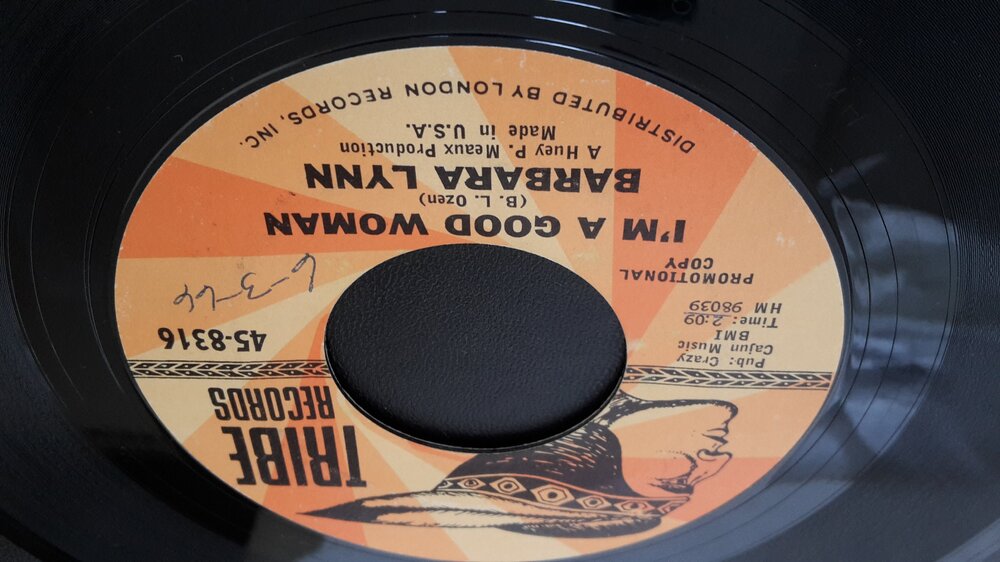 TRIBE
RECORDS
Pub: Crazy
Cajun Music
BMI
Time: 2:09
HM 98039
45-8316
6-3-66
PROMOTIONAL
COPY
I'M A GOOD WOMAN
(B. L. Ozen)
BARBARA LYNN
A Huey P. Meaux Production
Made in U.S.A.
DISTRIBUTED BY LONDON RECORDS, INC.